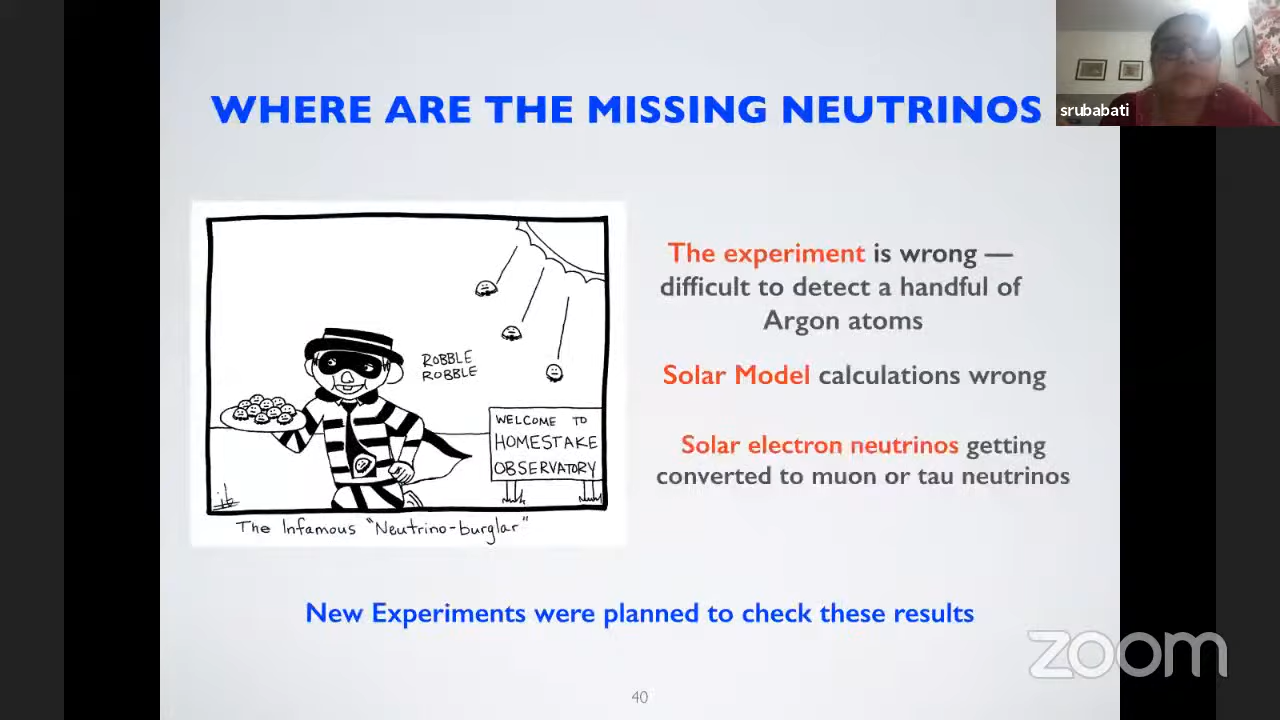 WHERE ARE THE MISSING NEUTRINOS
srubabati
ROBBLE
ROBBLE
WELCOME TO
HOMESTAKE
OBSERVATORY
The Infamous "Neutrino-burglar"
The experiment is wrong —
difficult to detect a handful of
Argon atoms
Solar Model calculations wrong
Solar electron neutrinos getting
converted to muon or tau neutrinos
New Experiments were planned to check these results
zoom
40